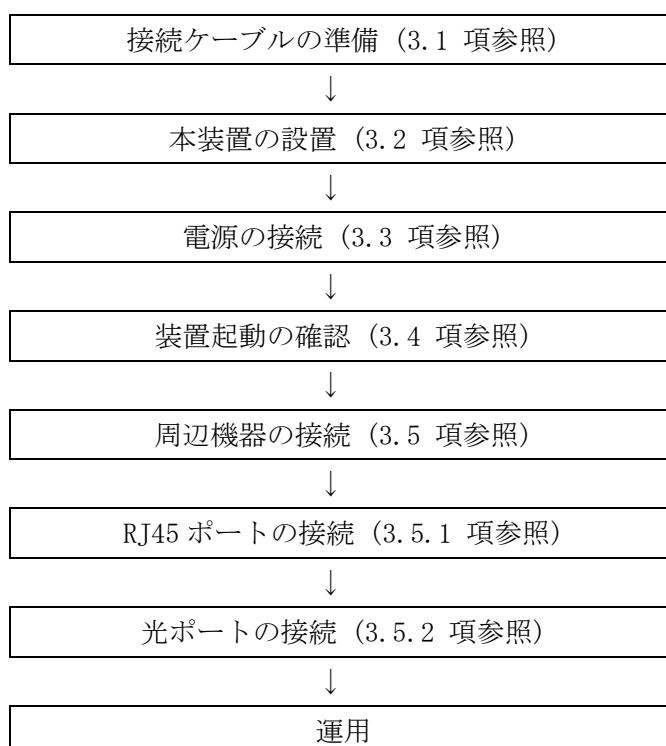 接続ケーブルの準備 (3.1 項参照)
↓
本装置の設置 (3.2 項参照)
↓
電源の接続 (3.3 項参照)
↓
装置起動の確認 (3.4 項参照)
↓
周辺機器の接続 (3.5 項参照)
↓
RJ45 ポートの接続 (3.5.1 項参照)
↓
光ポートの接続 (3.5.2 項参照)
↓
運用